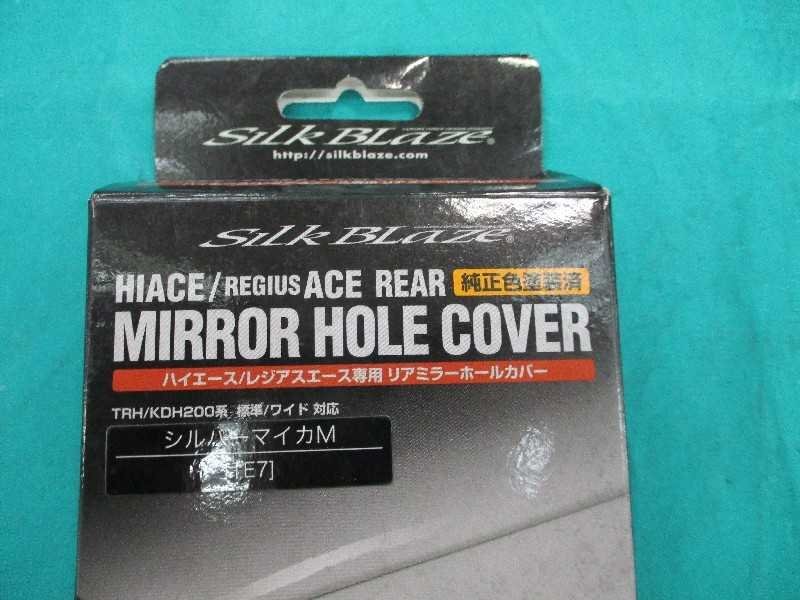 SilkBLaze®
http://silkblaze.com
SilkBLaze®
HIACE/REGIUS ACE REAR 純正色塗装済
MIRROR HOLE COVER
ハイエース/レジアスエース専用 リアミラーホールカバー
TRH/KDH200系 標準/ワイド 対応
シルバーマイカM
E7]